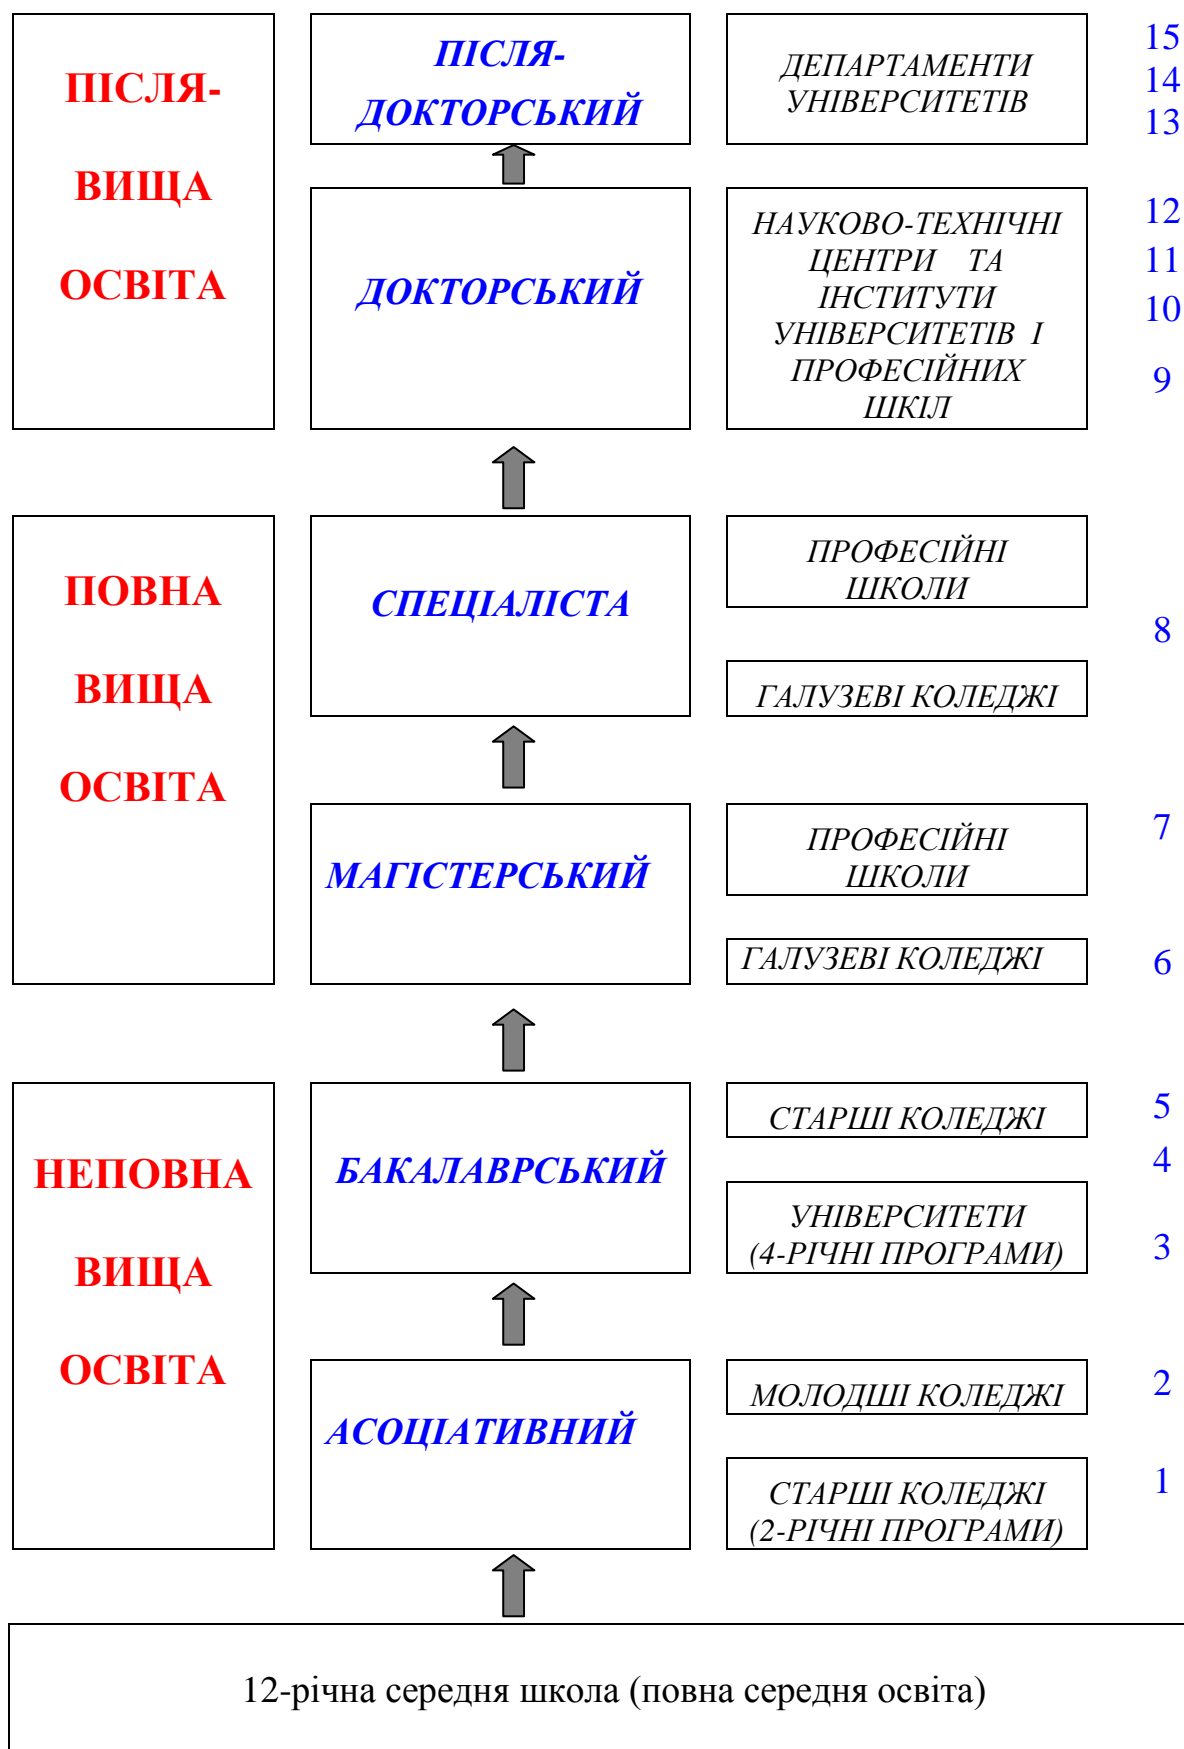 ПІСЛЯ-
ВИЩА
ОСВІТА
ПІСЛЯ-
ДОКТОРСЬКИЙ
ДЕПАРТАМЕНТИ
УНІВЕРСИТЕТІВ
15
14
13
ДОКТОРСЬКИЙ
НАУКОВО-ТЕХНІЧНІ
ЦЕНТРИ ТА
ІНСТИТУТИ
УНІВЕРСИТЕТІВ І
ПРОФЕСІЙНИХ
ШКІЛ
12
11
10
9
ПОВНА
ВИЩА
ОСВІТА
СПЕЦІАЛІСТА
ПРОФЕСІЙНІ
ШКОЛИ
ГАЛУЗЕВІ КОЛЕДЖІ
8
МАГІСТЕРСЬКИЙ
ПРОФЕСІЙНІ
ШКОЛИ
ГАЛУЗЕВІ КОЛЕДЖІ
7
6
НЕПОВНА
ВИЩА
ОСВІТА
БАКАЛАВРСЬКИЙ
СТАРШІ КОЛЕДЖІ
УНІВЕРСИТЕТИ
(4-РІЧНІ ПРОГРАМИ)
5
4
3
АСОЦІАТИВНИЙ
МОЛОДШІ КОЛЕДЖІ
СТАРШІ КОЛЕДЖІ
(2-РІЧНІ ПРОГРАМИ)
2
1
12-річна середня школа (повна середня освіта)